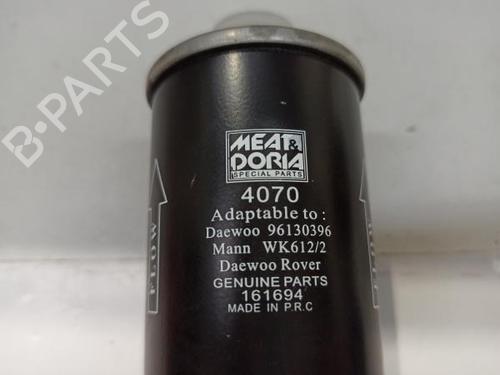 MEAT&
DORIA
SPECIAL PARTS
4070
Adaptable to :
Daewoo 96130396
Mann WK612/2
Daewoo Rover
GENUINE PARTS
161694
MADE IN P.R.C
FLOW
FLOW
B-PARTS